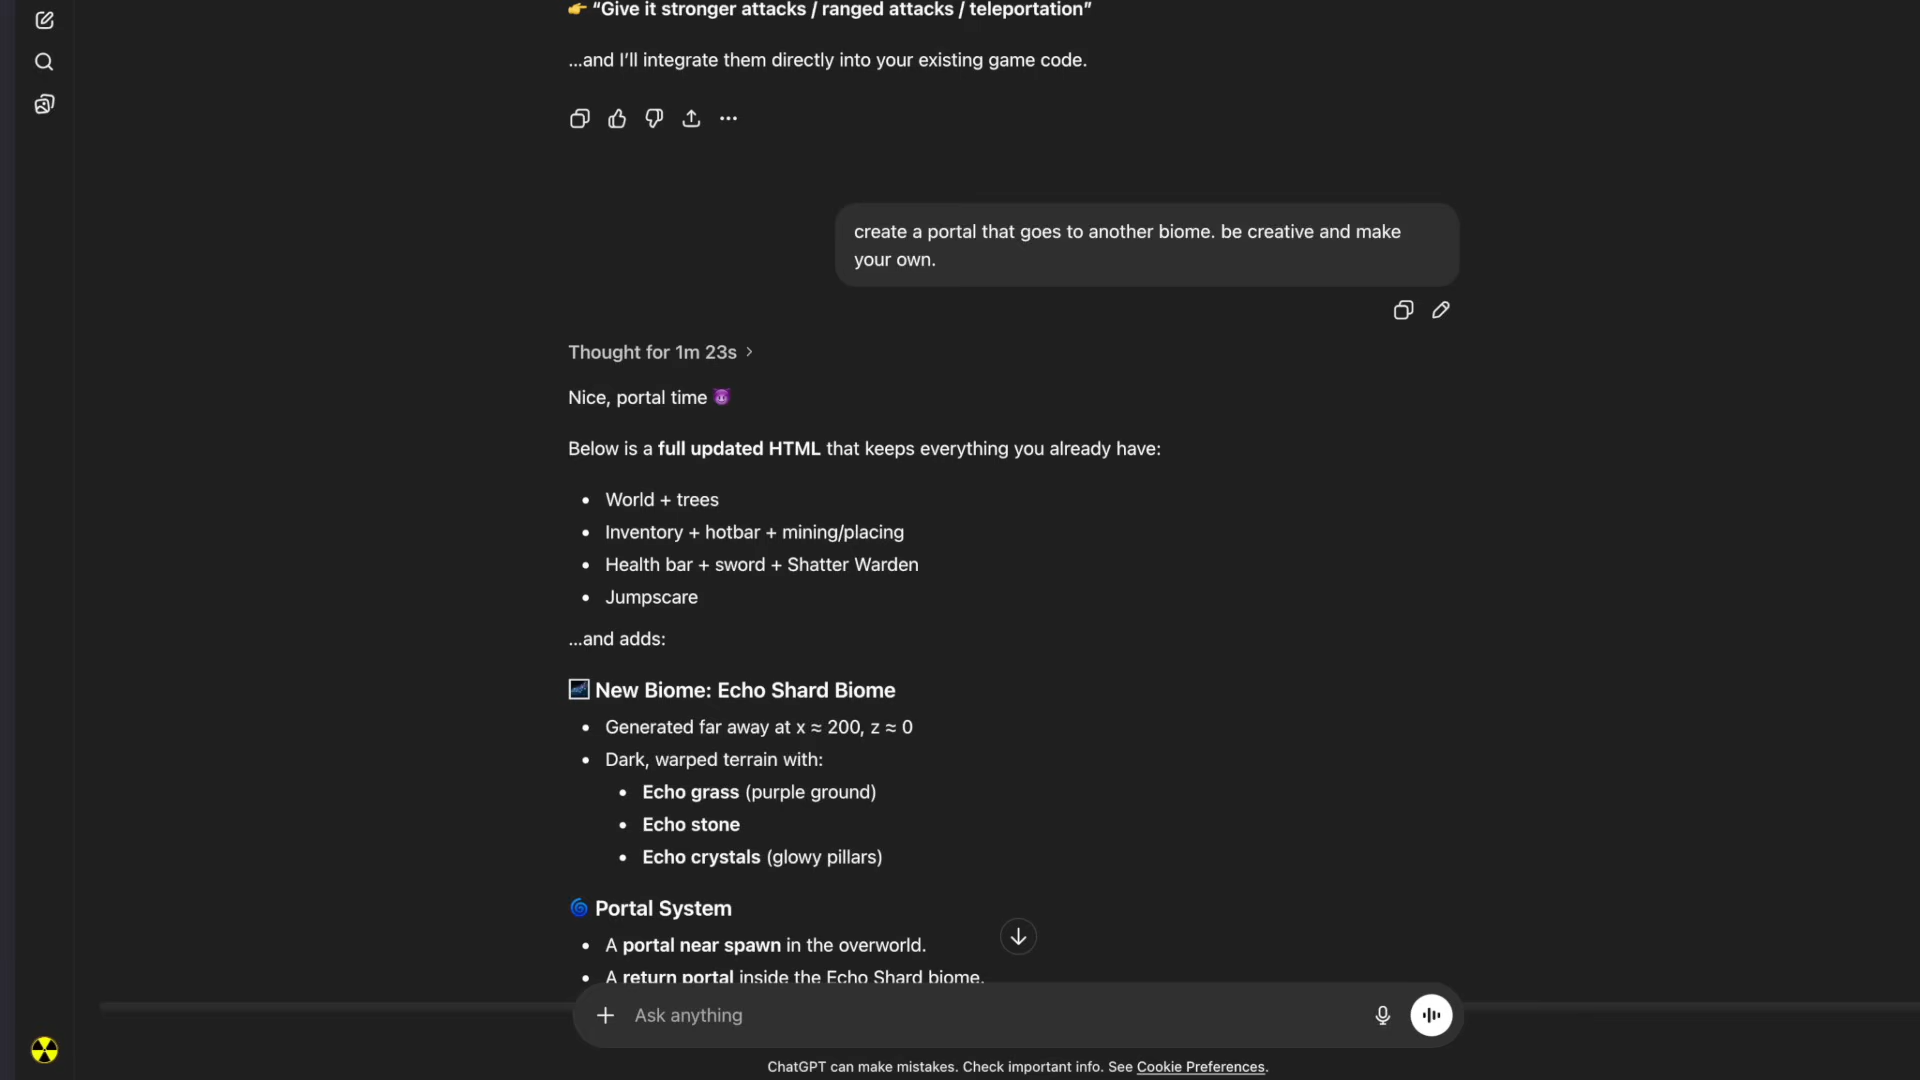 👉 “Give it stronger attacks / ranged attacks / teleportation”
…and I’ll integrate them directly into your existing game code.
create a portal that goes to another biome. be creative and make
your own.
Thought for 1m 23s >
Nice, portal time 😈
Below is a full updated HTML that keeps everything you already have:
• World + trees
• Inventory + hotbar + mining/placing
• Health bar + sword + Shatter Warden
• Jumpscare
…and adds:
🌌 New Biome: Echo Shard Biome
• Generated far away at x ≈ 200, z ≈ 0
• Dark, warped terrain with:
• Echo grass (purple ground)
• Echo stone
• Echo crystals (glowy pillars)
🌀 Portal System
• A portal near spawn in the overworld.
• A return portal inside the Echo Shard biome.
Ask anything
ChatGPT can make mistakes. Check important info. See Cookie Preferences.